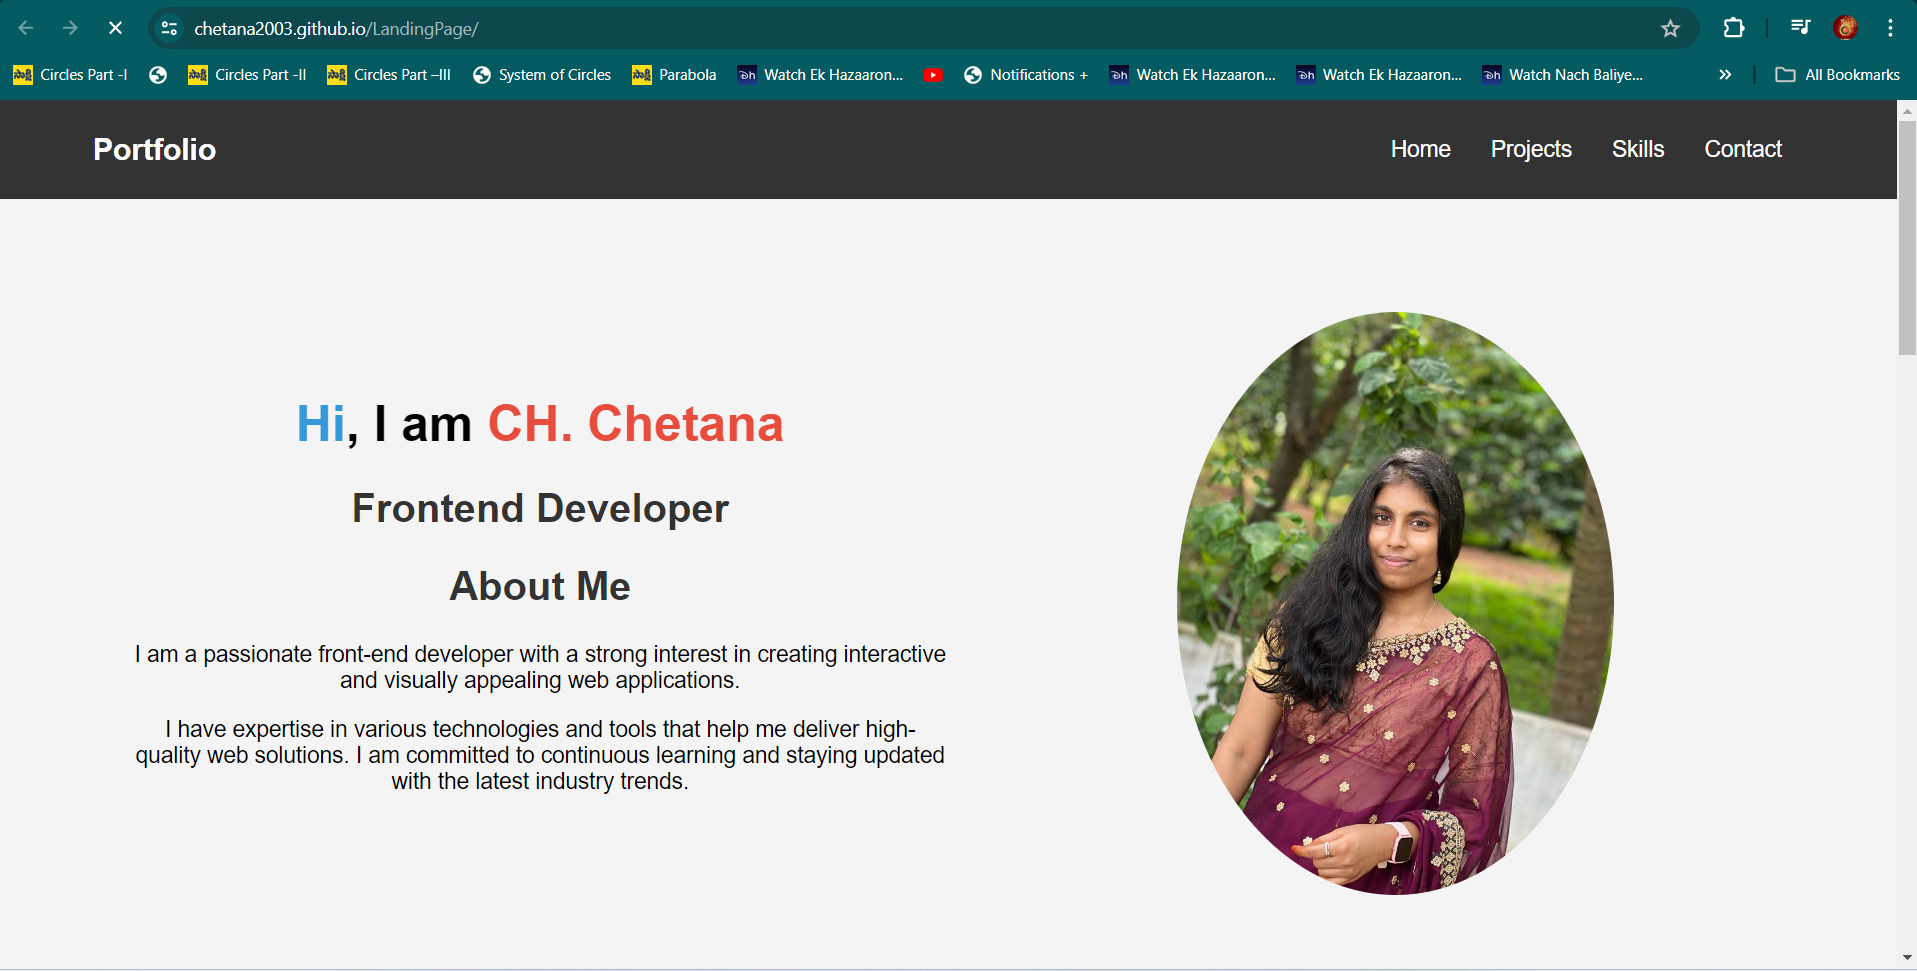 chetana2003.github.io/LandingPage/
Circles Part -I
Circles Part -II
Circles Part –III
System of Circles
Parabola
Watch Ek Hazaaron...
Notifications +
Watch Ek Hazaaron...
Watch Ek Hazaaron...
Watch Nach Baliye...
All Bookmarks
Portfolio
Home
Projects
Skills
Contact
Hi, I am CH. Chetana
Frontend Developer
About Me
I am a passionate front-end developer with a strong interest in creating interactive
and visually appealing web applications.
I have expertise in various technologies and tools that help me deliver high-
quality web solutions. I am committed to continuous learning and staying updated
with the latest industry trends.